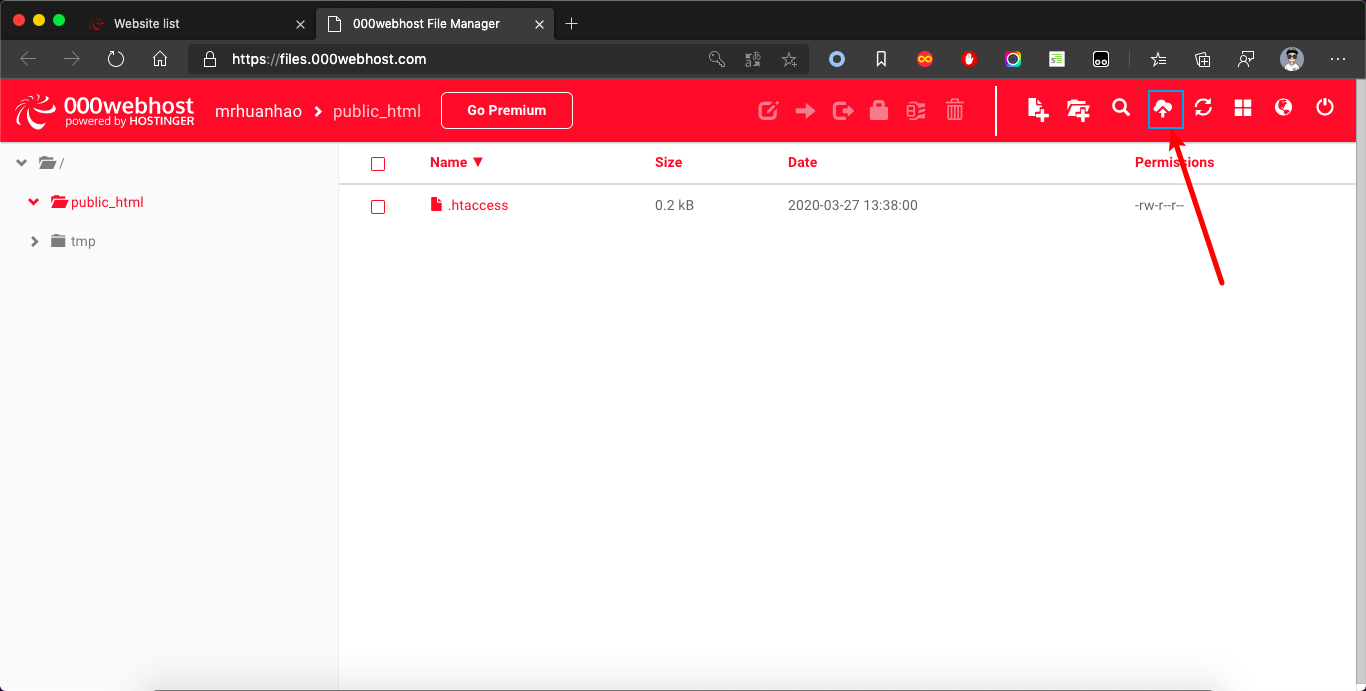 Website list
000webhost File Manager
https://files.000webhost.com
000webhost
powered by HOSTINGER
mrhuanhao
public_html
Go Premium
/
public_html
tmp
Name ▼ Size Date Permissions
.htaccess 0.2 kB 2020-03-27 13:38:00 -rw-r--r--